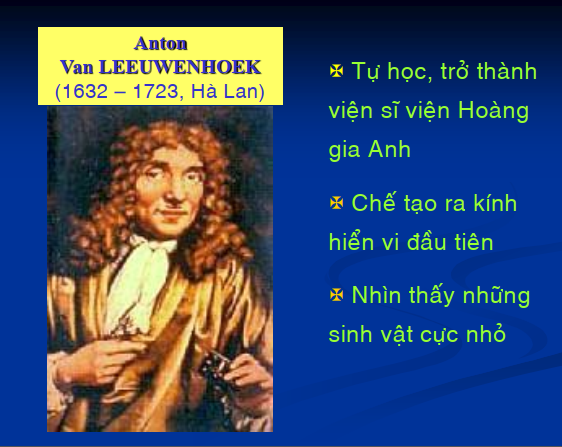 Anton
Van LEEUWENHOEK
(1632 – 1723, Hà Lan)
✠ Tự học, trở thành
viện sĩ viện Hoàng
gia Anh
✠ Chế tạo ra kính
hiển vi đầu tiên
✠ Nhìn thấy những
sinh vật cực nhỏ